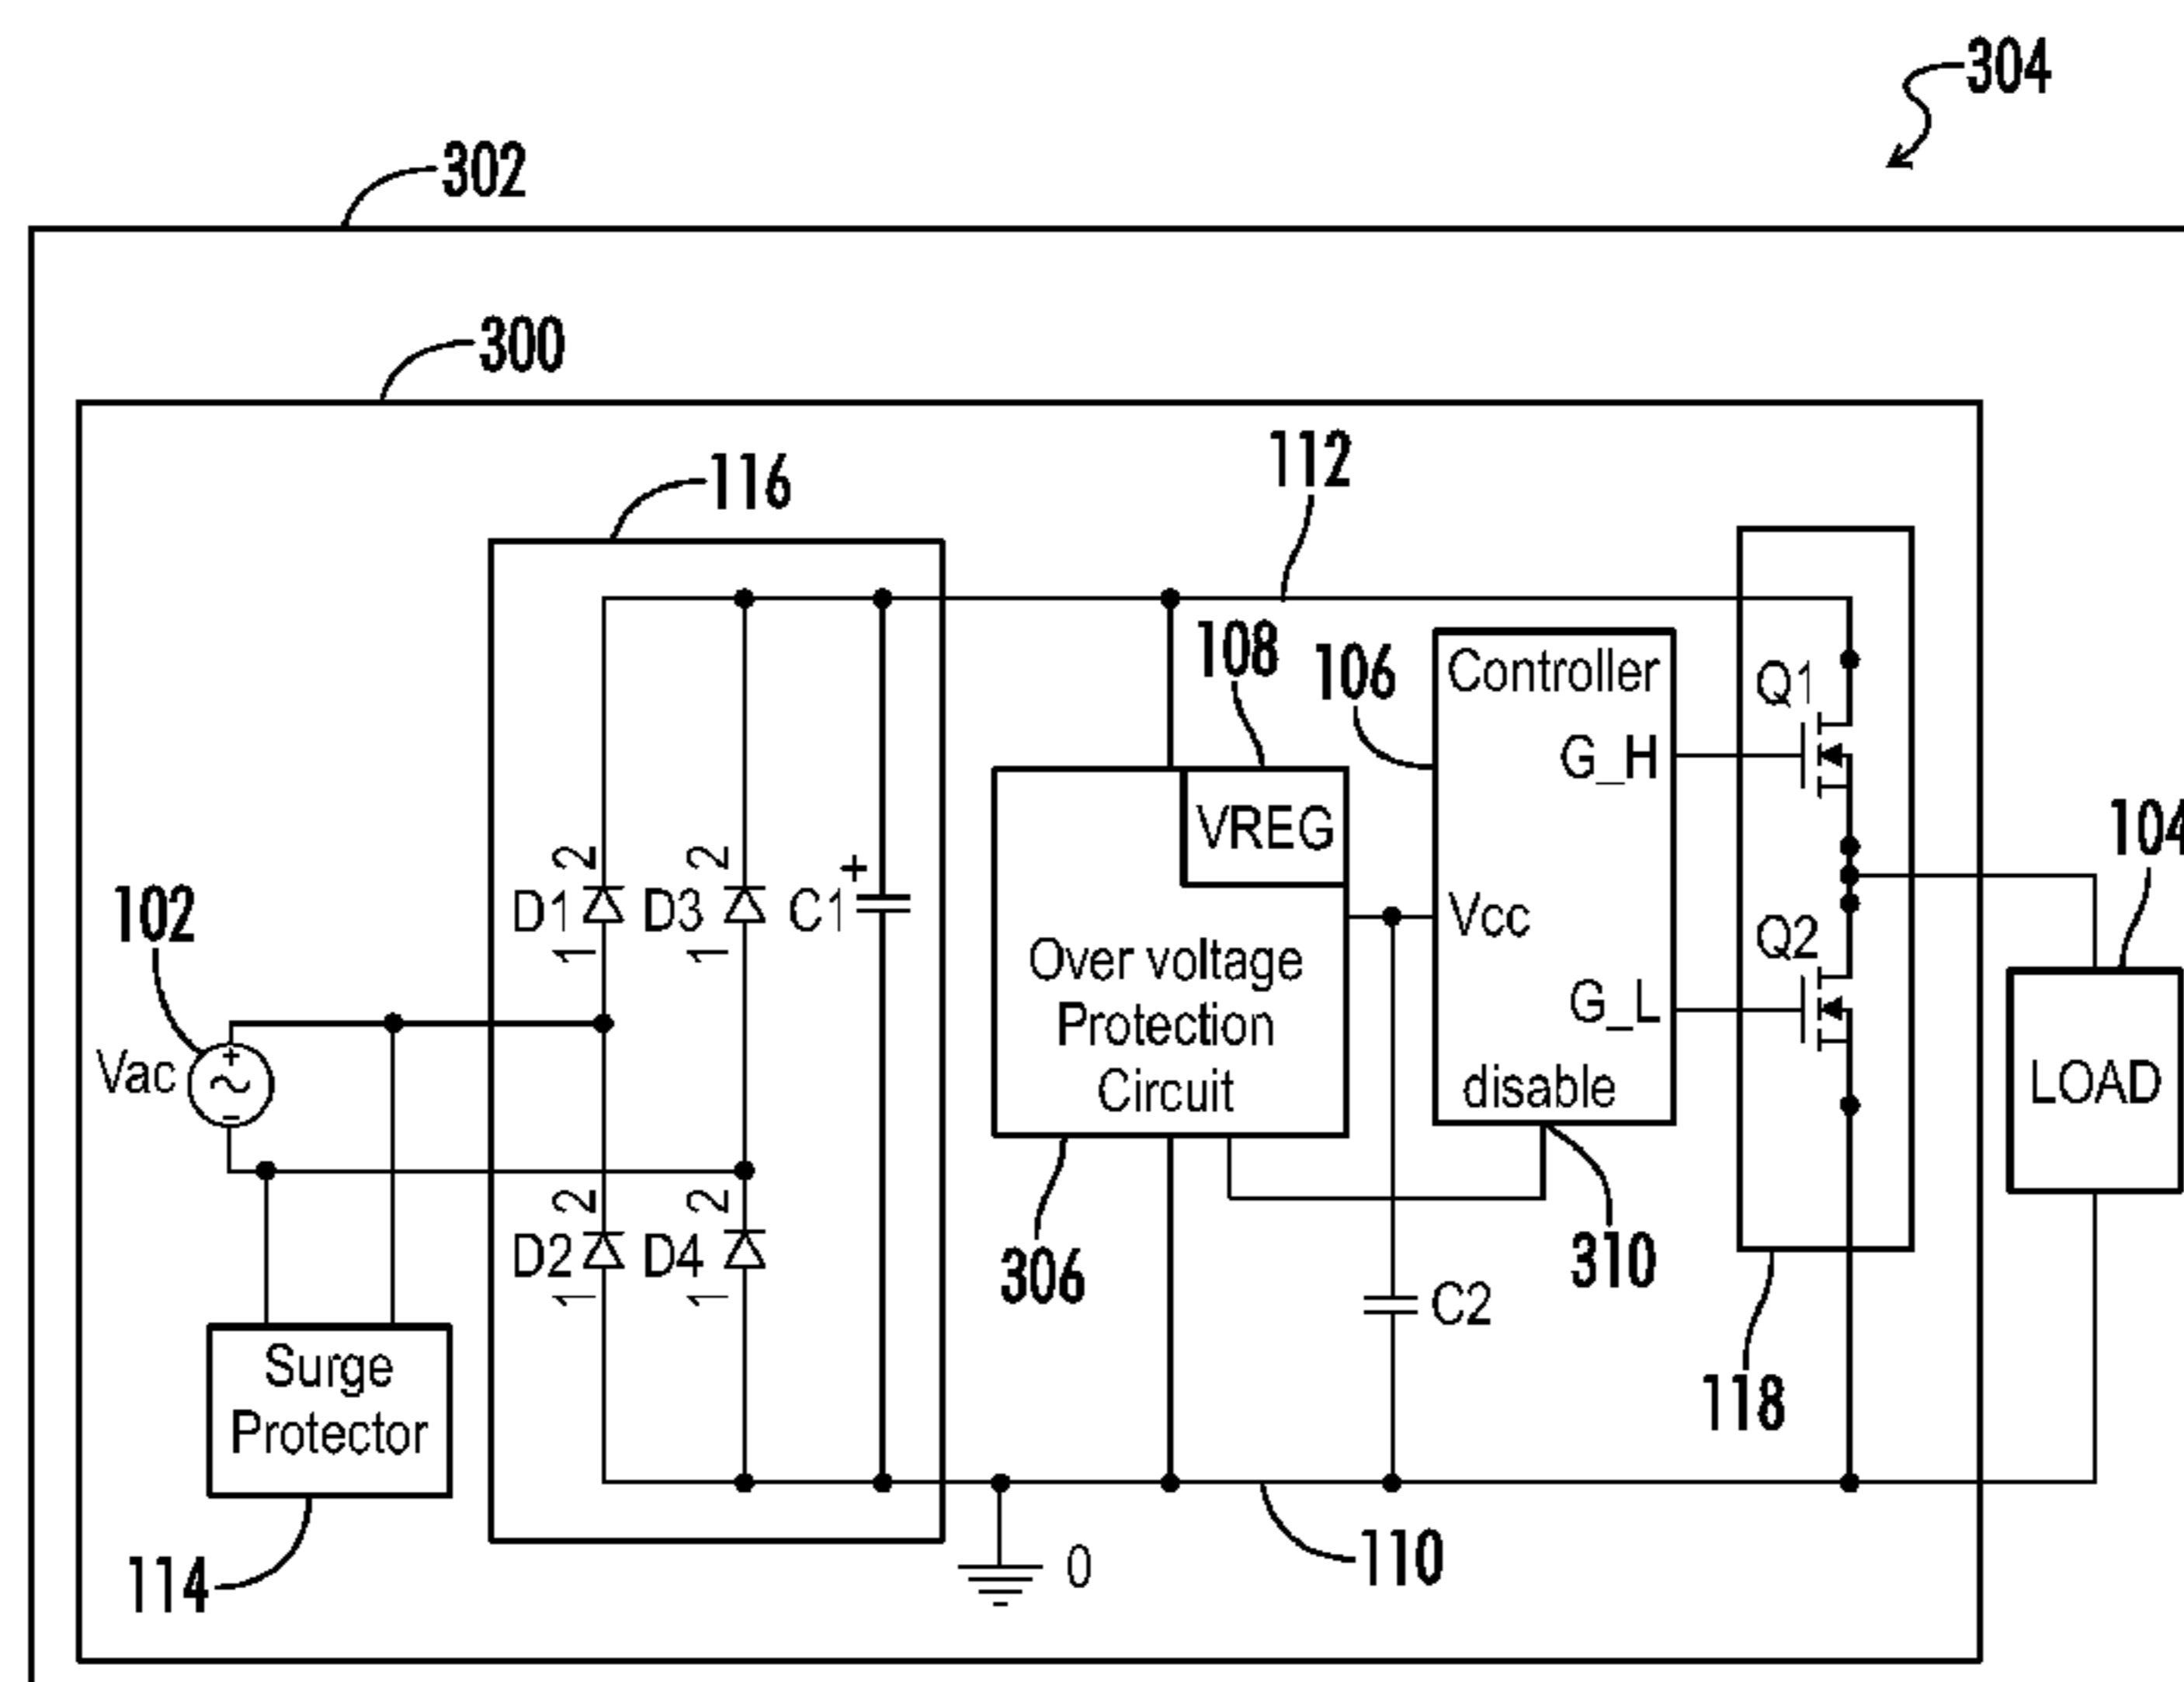 304
302
300
116
112
108
106
Controller
Q1
G_H
VREG
104
2
2
D1
D3
C1
+
1
1
102
Vcc
Q2
Over voltage
Protection
Circuit
G_L
Vac
+
-
disable
LOAD
2
2
D2
D4
1
1
306
310
C2
Surge
Protector
118
114
0
110